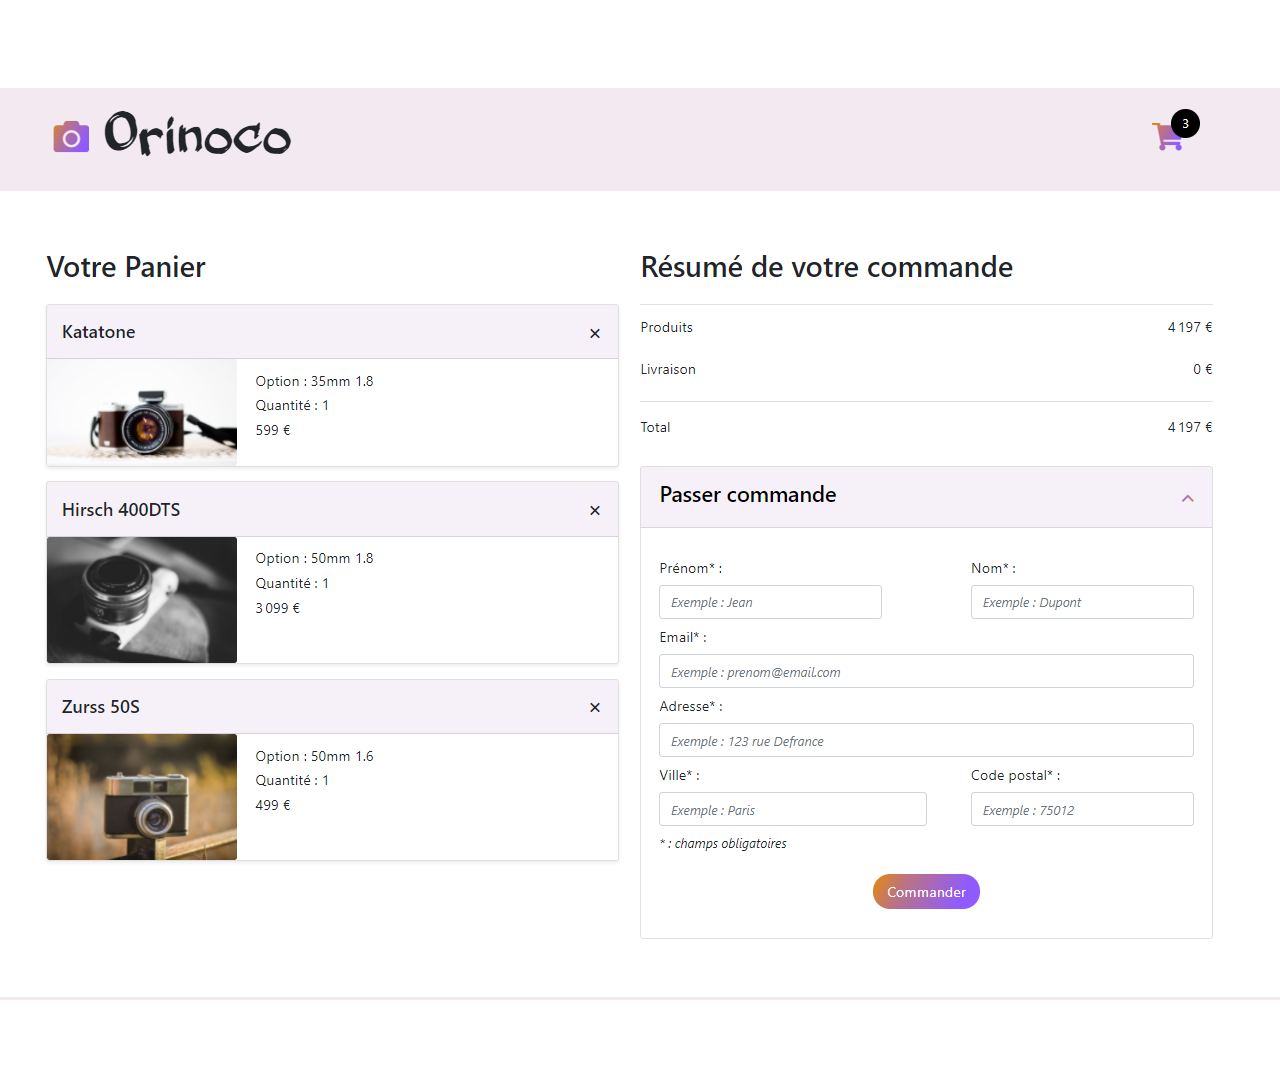 Orinoco
3
Votre Panier
Katatone
×
Option : 35mm 1.8
Quantité : 1
599 €
Hirsch 400DTS
×
Option : 50mm 1.8
Quantité : 1
3 099 €
Zurss 50S
×
Option : 50mm 1.6
Quantité : 1
499 €
Résumé de votre commande
Produits 4 197 €
Livraison 0 €
Total 4 197 €
Passer commande
Prénom* : Nom* :
Exemple : Jean Exemple : Dupont
Email* :
Exemple : prenom@email.com
Adresse* :
Exemple : 123 rue Defrance
Ville* : Code postal* :
Exemple : Paris Exemple : 75012
* : champs obligatoires
Commander